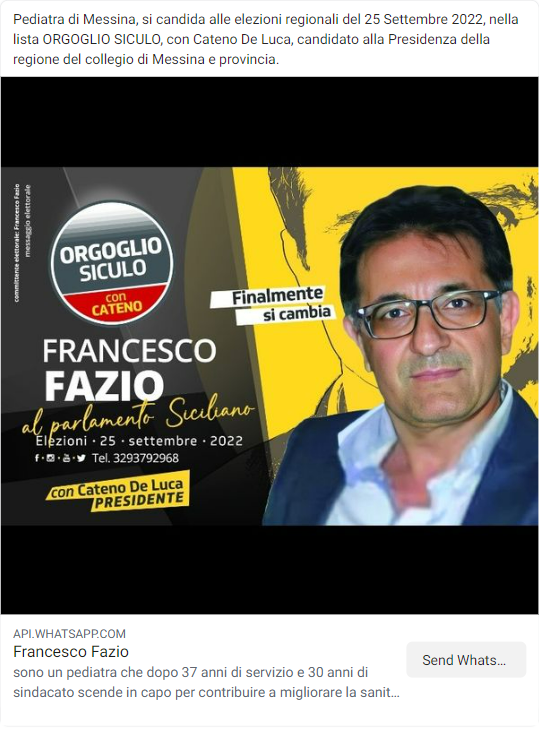 Pediatra di Messina, si candida alle elezioni regionali del 25 Settembre 2022, nella
lista ORGOGLIO SICULO, con Cateno De Luca, candidato alla Presidenza della
regione del collegio di Messina e provincia.
committente elettorale: Francesco Fazio
messaggio elettorale
ORGOGLIO
SICULO
con
CATENO
Finalmente
si cambia
FRANCESCO
FAZIO
al parlamento Siciliano
Elezioni · 25 · settembre · 2022
Tel. 3293792968
con Cateno De Luca
PRESIDENTE
API.WHATSAPP.COM
Francesco Fazio
sono un pediatra che dopo 37 anni di servizio e 30 anni di
sindacato scende in capo per contribuire a migliorare la sanit...
Send Whats...